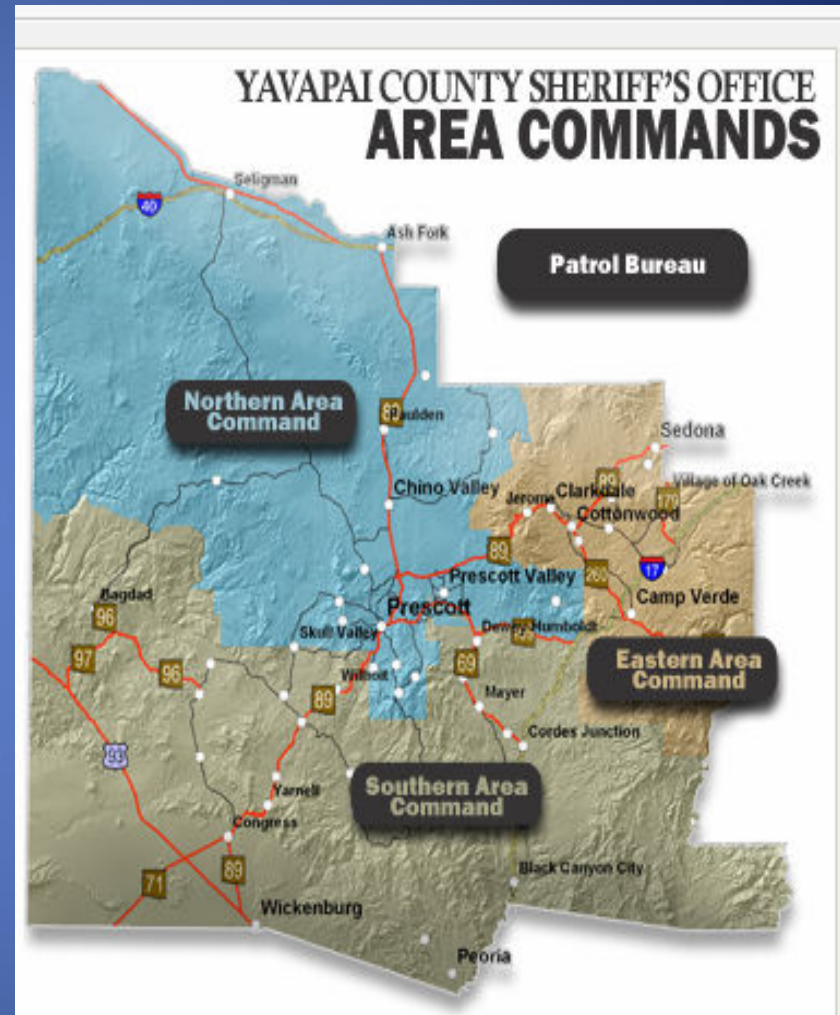 YAVAPAI COUNTY SHERIFF'S OFFICE
AREA COMMANDS
Seligman
40
Ash Fork
Patrol Bureau
Northern Area
Command
89
Paulden
Sedona
Chino Valley
89
179
Village of Oak Creek
Jerome
Clarkdale
Cottonwood
89
17
Prescott Valley
260
Bagdad
Camp Verde
96
Prescott
Skull Valley
Dewey-Humboldt
97
96
69
Eastern Area
Command
Wilhoit
89
Mayer
Cordes Junction
93
Southern Area
Command
Yarnell
Congress
71
89
Black Canyon City
Wickenburg
Peoria